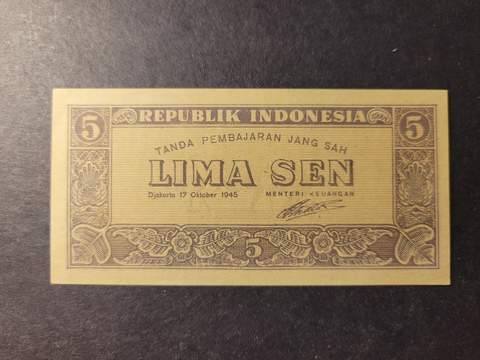 REPUBLIK INDONESIA
5 5
TANDA PEMBAJARAN JANG SAH
LIMA SEN
Djakarta 17 Oktober 1945 MENTERI KEUANGAN
5